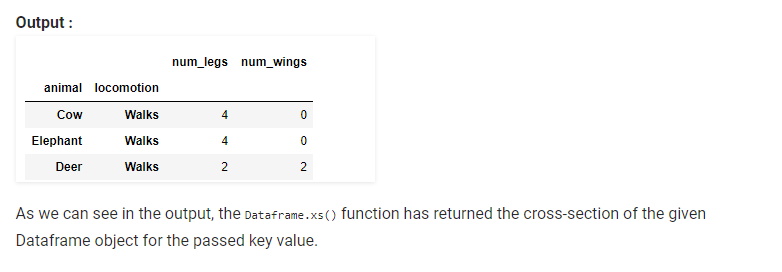 Output :
num_legs num_wings
animal locomotion
Cow Walks 4 0
Elephant Walks 4 0
Deer Walks 2 2
As we can see in the output, the Dataframe.xs() function has returned the cross-section of the given
Dataframe object for the passed key value.